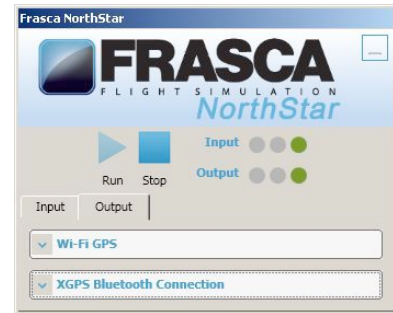 Frasca NorthStar
FRASCA
FLIGHT SIMULATION
NorthStar
Input
Output
Run Stop
Input Output
Wi-Fi GPS
XGPS Bluetooth Connection